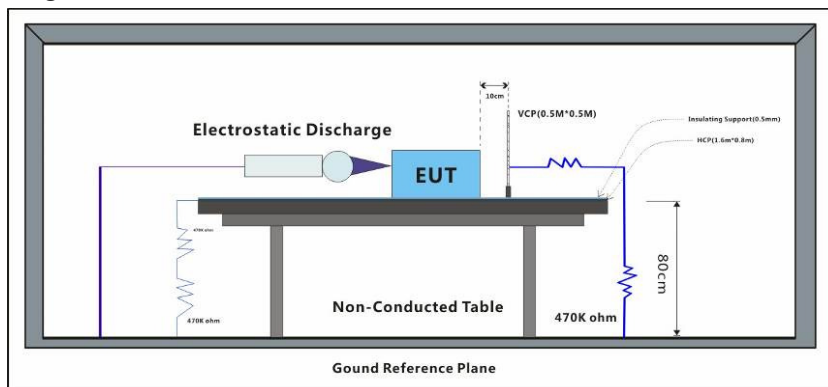 10cm
VCP(0.5M*0.5M)
Insulating Support(0.5mm)
Electrostatic Discharge
HCP(1.6m*0.8m)
EUT
470K ohm
80cm
Non-Conducted Table
470K ohm
470K ohm
Gound Reference Plane